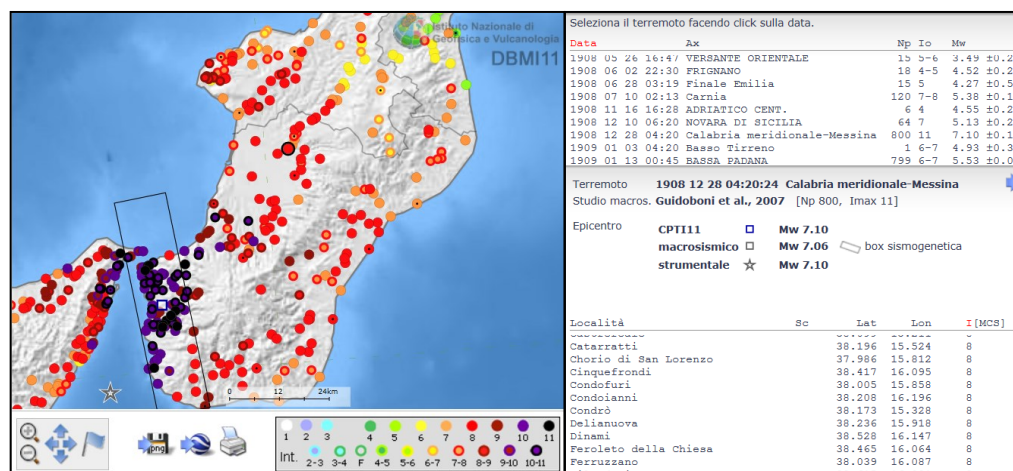 Istituto Nazionale di
Geofisica e Vulcanologia
DBMI11
0 12 24km
png
Int.
1 2 3 4 5 6 7 8 9 10 11
2-3 3-4 F 4-5 5-6 6-7 7-8 8-9 9-10 10-11
Seleziona il terremoto facendo click sulla data.
Data Ax Np Io Mw
1908 05 26 16:47 VERSANTE ORIENTALE 15 5-6 3.49 ±0.2
1908 06 02 22:30 FRIGNANO 18 4-5 4.52 ±0.2
1908 06 28 03:19 Finale Emilia 15 5 4.27 ±0.5
1908 07 10 02:13 Carnia 120 7-8 5.38 ±0.1
1908 11 16 16:28 ADRIATICO CENT. 6 4 4.55 ±0.2
1908 12 10 06:20 NOVARA DI SICILIA 64 7 5.13 ±0.2
1908 12 28 04:20 Calabria meridionale-Messina 800 11 7.10 ±0.1
1909 01 03 04:20 Basso Tirreno 1 6-7 4.93 ±0.3
1909 01 13 00:45 BASSA PADANA 799 6-7 5.53 ±0.0
Terremoto 1908 12 28 04:20:24 Calabria meridionale-Messina
Studio macros. Guidoboni et al., 2007 [Np 800, Imax 11]
Epicentro CPTI11 Mw 7.10
macrosismico Mw 7.06 box sismogenetica
strumentale Mw 7.10
Località Sc Lat Lon I[MCS]
Catarratti 38.196 15.524 8
Chorio di San Lorenzo 37.986 15.812 8
Cinquefrondi 38.417 16.095 8
Condofuri 38.005 15.858 8
Condoianni 38.208 16.196 8
Condrò 38.173 15.328 8
Delianuova 38.236 15.918 8
Dinami 38.528 16.147 8
Feroleto della Chiesa 38.465 16.064 8
Ferruzzano 38.039 16.087 8